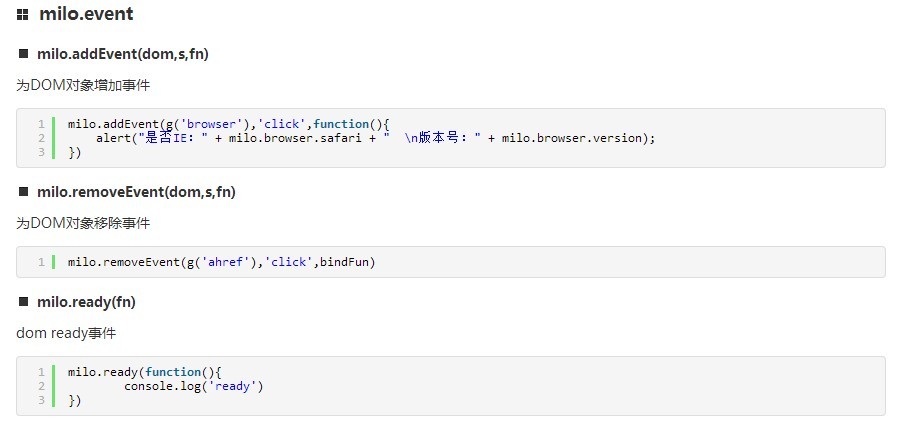 milo.event
milo.addEvent(dom,s,fn)
为DOM对象增加事件
1 milo.addEvent(g('browser'),'click',function(){
2     alert("是否IE：" + milo.browser.safari + "  \n版本号：" + milo.browser.version);
3 })
milo.removeEvent(dom,s,fn)
为DOM对象移除事件
1 milo.removeEvent(g('ahref'),'click',bindFun)
milo.ready(fn)
dom ready事件
1 milo.ready(function(){
2         console.log('ready')
3 })